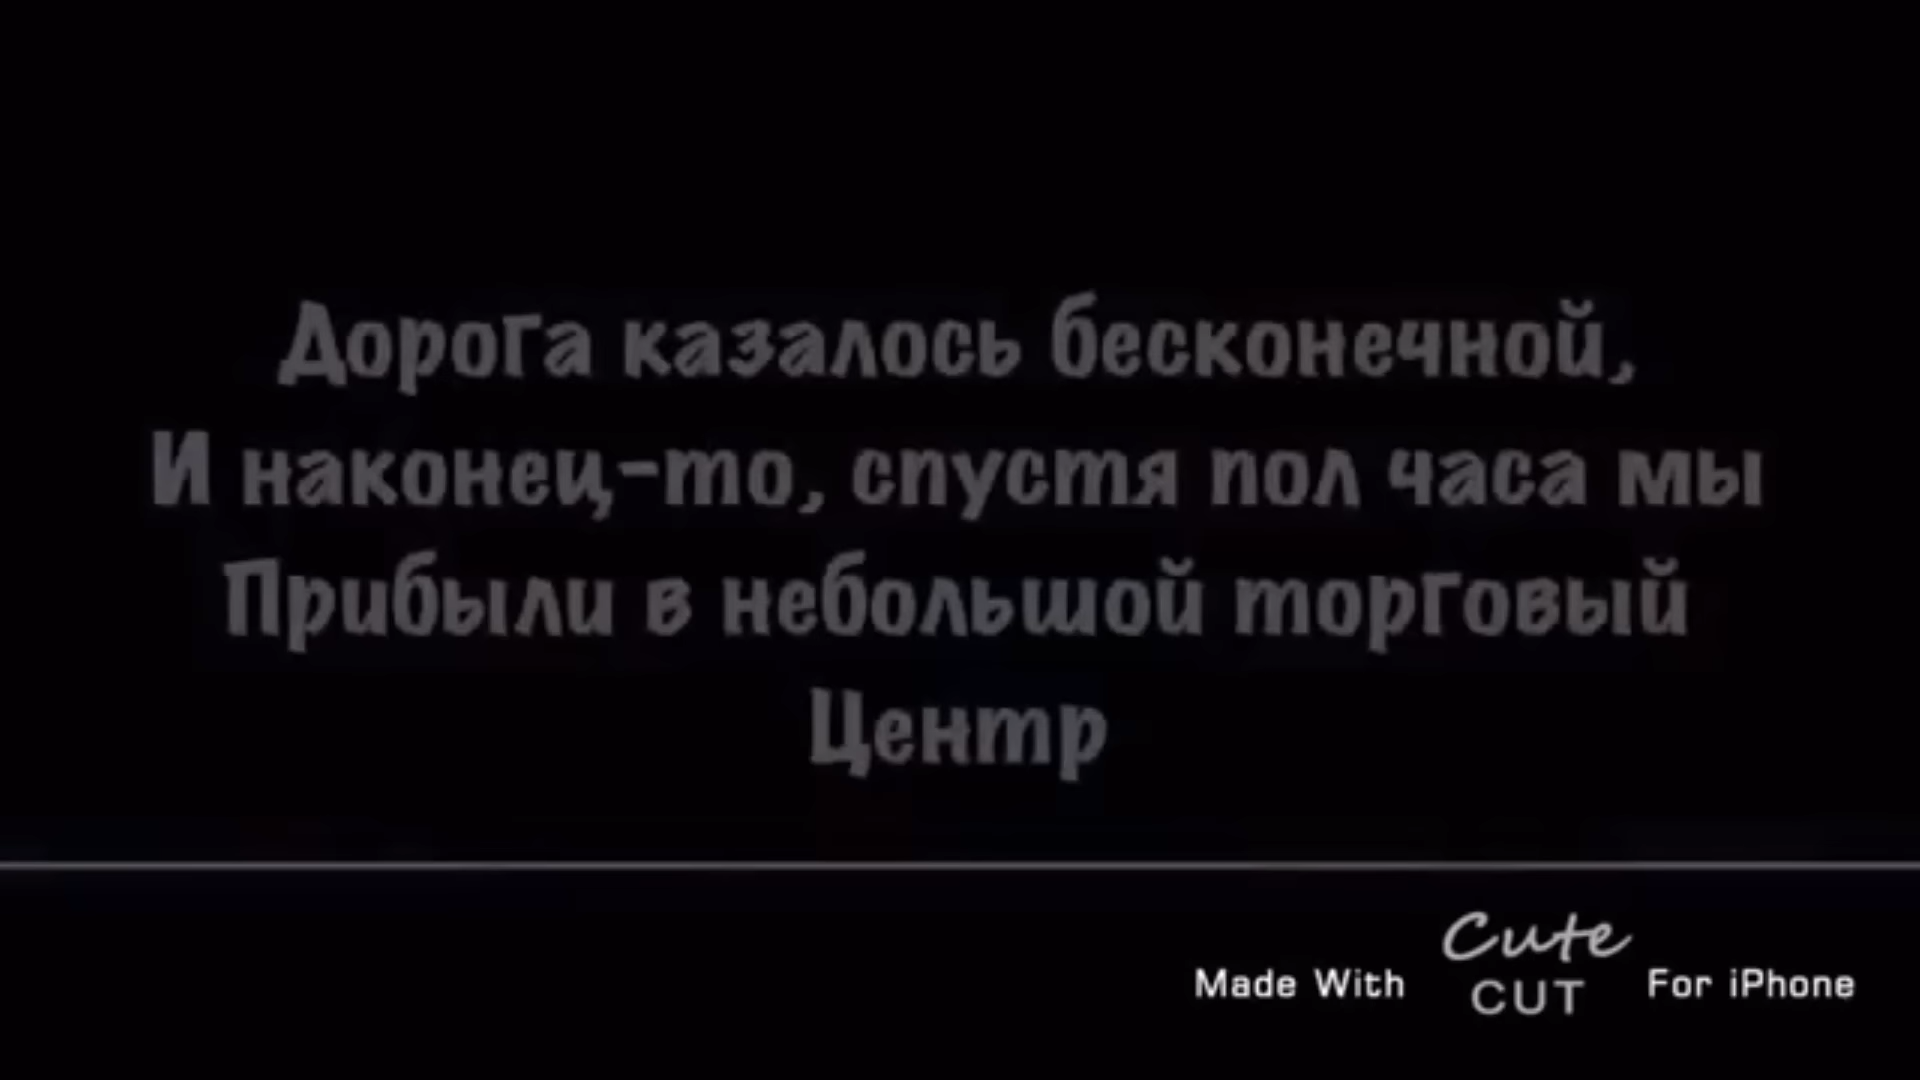 Дорога казалось бесконечной,
И наконец-то, спустя пол часа мы
Прибыли в небольшой торговый
Центр
Made With Cute CUT For iPhone